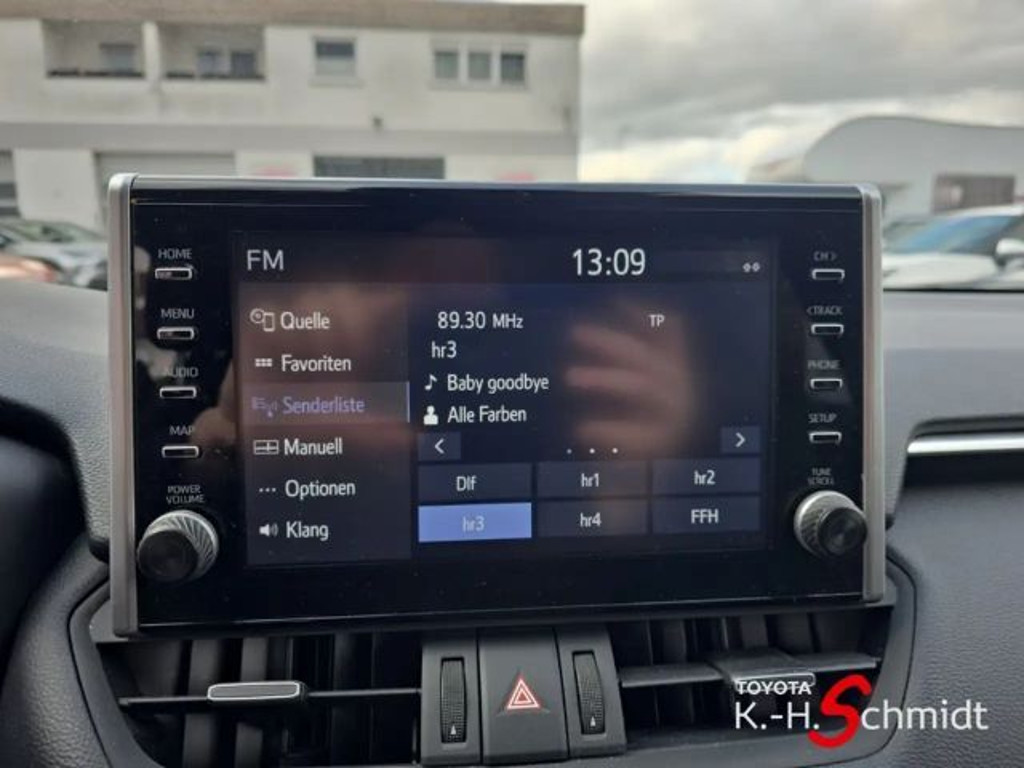 HOME
MENU
AUDIO
MAP
POWER
VOLUME
FM
13:09
Quelle
Favoriten
Senderliste
Manuell
Optionen
Klang
89.30 MHz
TP
hr3
Baby goodbye
Alle Farben
< . . . >
Dlf hr1 hr2
hr3 hr4 FFH
CH >
< TRACK
PHONE
SETUP
TUNE
SCROLL
TOYOTA
K.-H.Schmidt